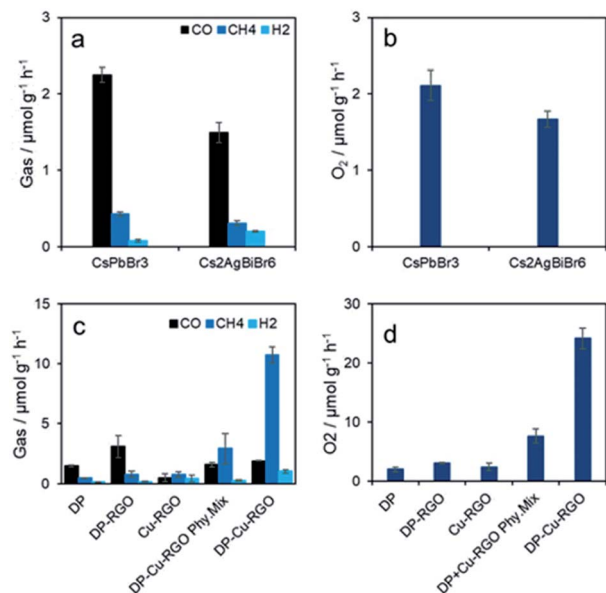 a
CO CH4 H2
Gas / µmol g⁻¹ h⁻¹
3
2
1
0
CsPbBr3 Cs2AgBiBr6
b
O₂ / µmol g⁻¹ h⁻¹
3
2
1
0
CsPbBr3 Cs2AgBiBr6
c
CO CH4 H2
Gas / µmol g⁻¹ h⁻¹
15
10
5
0
DP
DP-RGO
Cu-RGO
DP-Cu-RGO Phy.Mix
DP-Cu-RGO
d
O2 / µmol g⁻¹ h⁻¹
30
20
10
0
DP
DP-RGO
Cu-RGO
DP+Cu-RGO Phy.Mix
DP-Cu-RGO